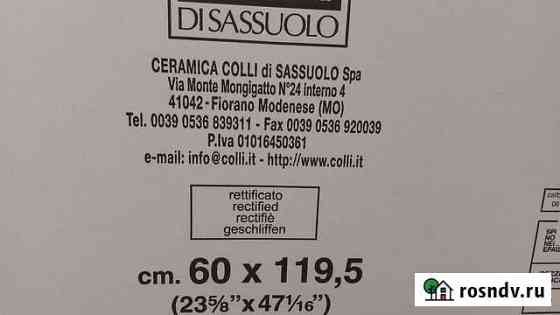 DI SASSUOLO
CERAMICA COLLI di SASSUOLO Spa
Via Monte Mongigatto N°24 interno 4
41042 - Fiorano Modenese (MO)
Tel. 0039 0536 839311 - Fax 0039 0536 920039
P.Iva 01016450361
e-mail: info@colli.it - http://www.colli.it
rettificato
rectified
rectifiè
geschliffen
cm. 60 x 119,5
(23⅝"x 47¹⁄₁₆")
rosndv.ru